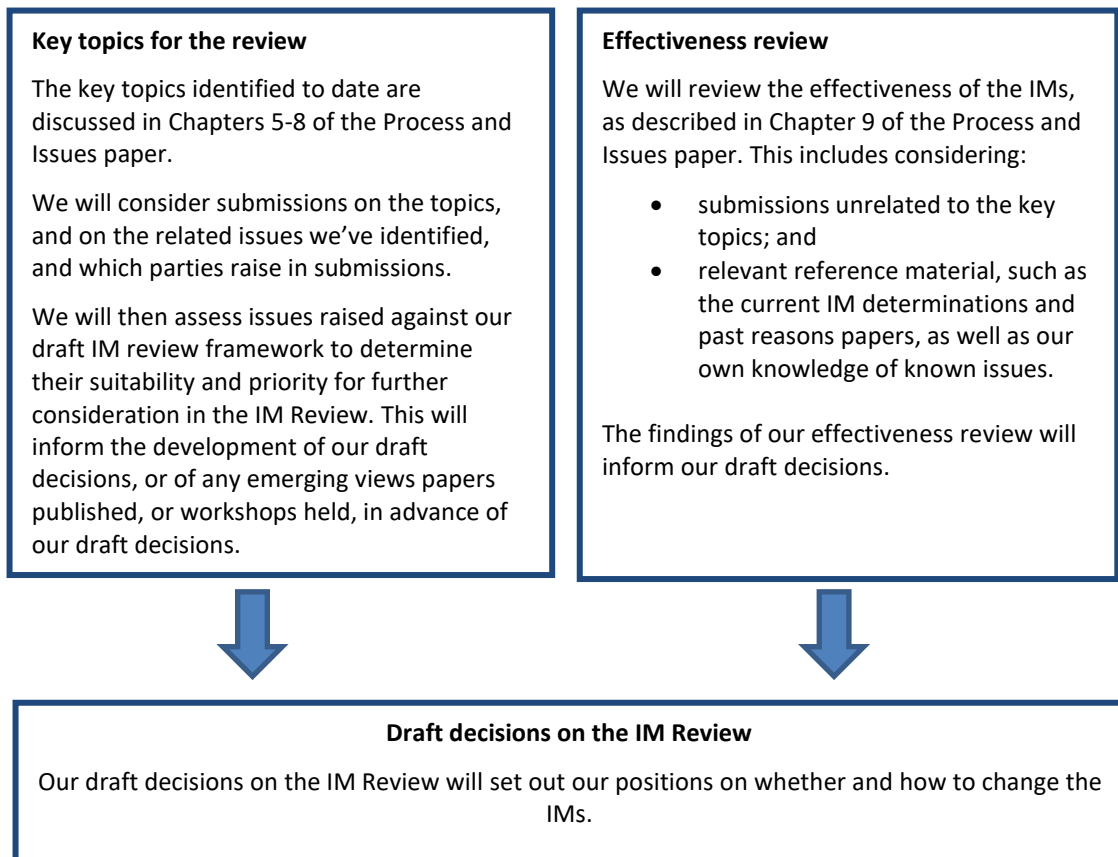 Key topics for the review
The key topics identified to date are
discussed in Chapters 5-8 of the Process and
Issues paper.
We will consider submissions on the topics,
and on the related issues we’ve identified,
and which parties raise in submissions.
We will then assess issues raised against our
draft IM review framework to determine
their suitability and priority for further
consideration in the IM Review. This will
inform the development of our draft
decisions, or of any emerging views papers
published, or workshops held, in advance of
our draft decisions.
Effectiveness review
We will review the effectiveness of the IMs,
as described in Chapter 9 of the Process and
Issues paper. This includes considering:
• submissions unrelated to the key
topics; and
• relevant reference material, such as
the current IM determinations and
past reasons papers, as well as our
own knowledge of known issues.
The findings of our effectiveness review will
inform our draft decisions.
Draft decisions on the IM Review
Our draft decisions on the IM Review will set out our positions on whether and how to change the
IMs.